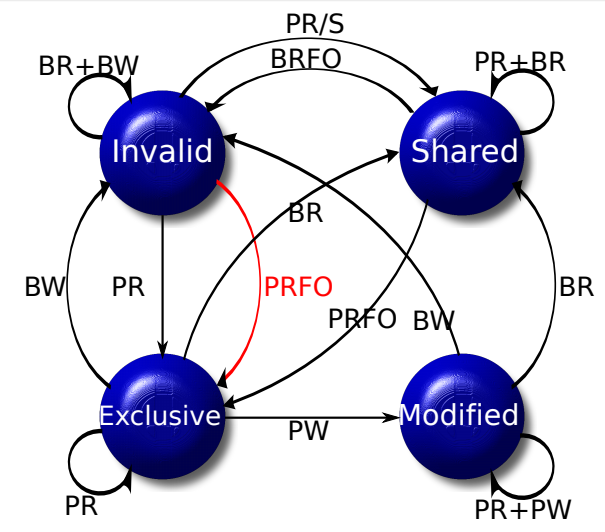 PR/S
BRFO
BR+BW
PR+BR
Invalid
Shared
BR
BW
PR
PRFO
BR
PRFO
BW
Exclusive
Modified
PW
PR
PR+PW